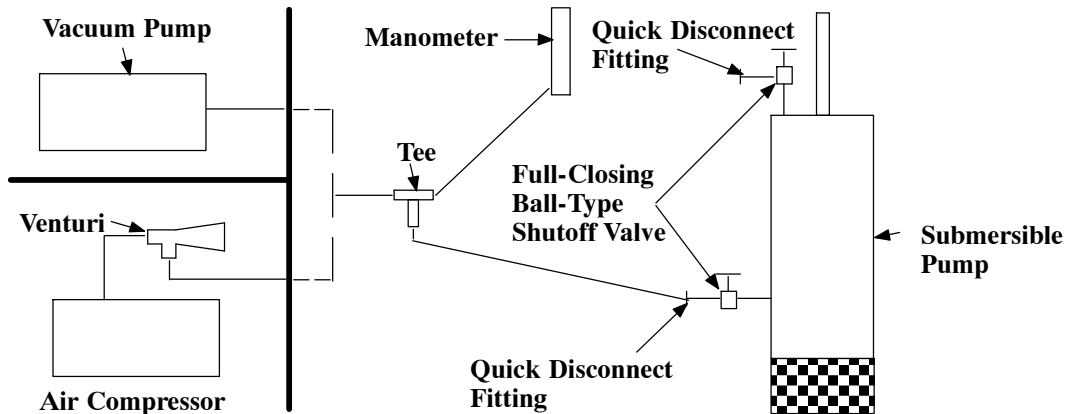 Vacuum Pump
Manometer
Quick Disconnect
Fitting
Tee
Full-Closing
Ball-Type
Shutoff Valve
Venturi
Submersible
Pump
Quick Disconnect
Fitting
Air Compressor